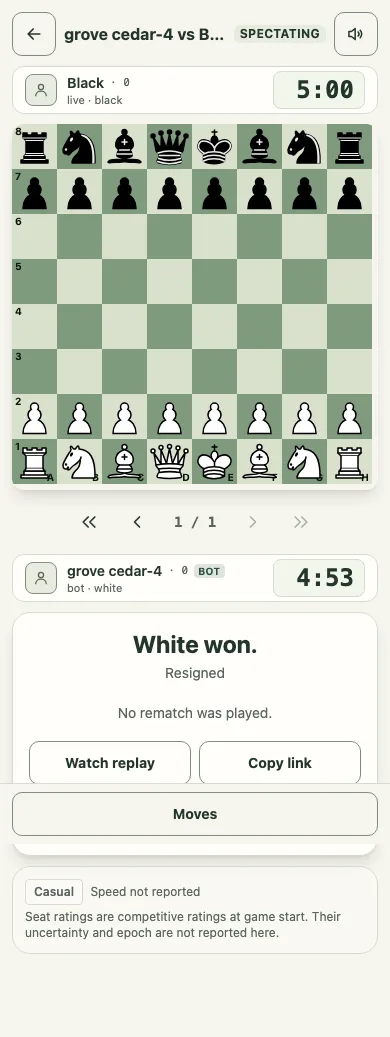 grove cedar-4 vs B... SPECTATING
Black · 0
live · black
5:00
8
7
6
5
4
3
2
1
A B C D E F G H
1 / 1
grove cedar-4 · 0 BOT
bot · white
4:53
White won.
Resigned
No rematch was played.
Watch replay Copy link
Moves
Casual Speed not reported
Seat ratings are competitive ratings at game start. Their
uncertainty and epoch are not reported here.